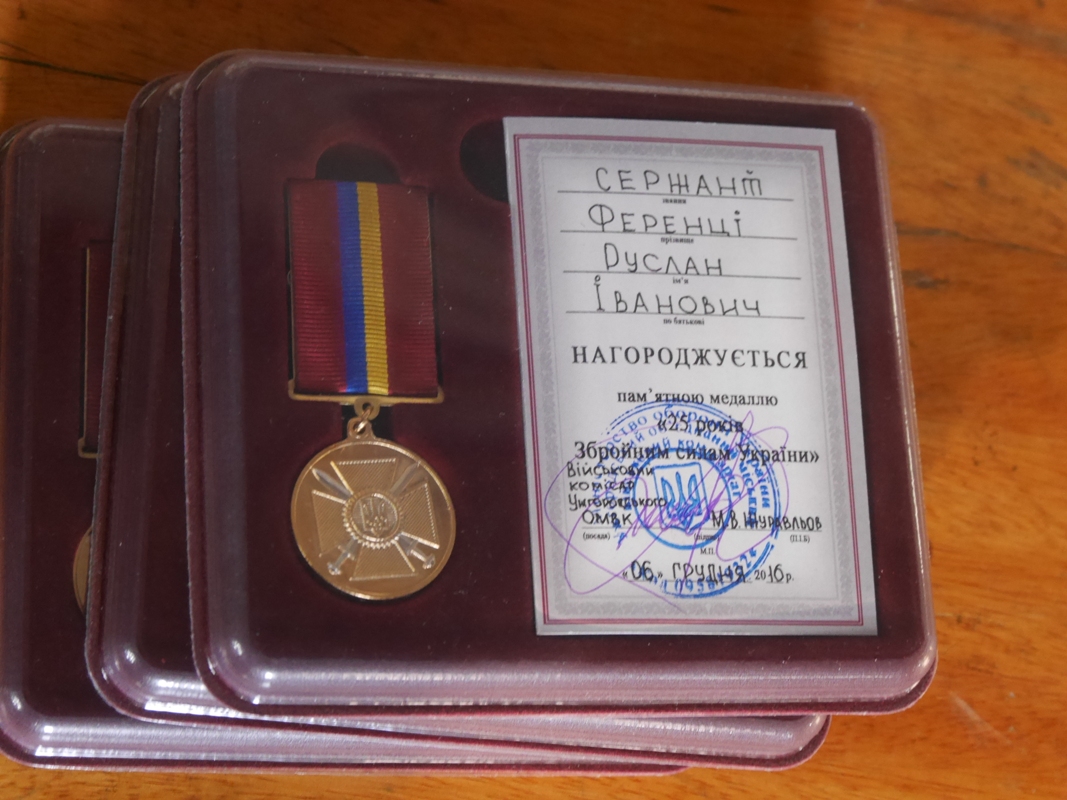 СЕРЖАНТ
звання
ФЕРЕНЦІ
прізвище
РУСЛАН
ім'я
ІВАНОВИЧ
по батькові
НАГОРОДЖУЄТЬСЯ
пам'ятною медаллю
«25 років
Збройним силам України»
Військовий
комісар
Ужгородського
ОМВК М.В. ЖУРАВЛЬОВ
(посада) (підпис) (П.І.Б)
М.П.
«06» ГРУДНЯ 2016 р.